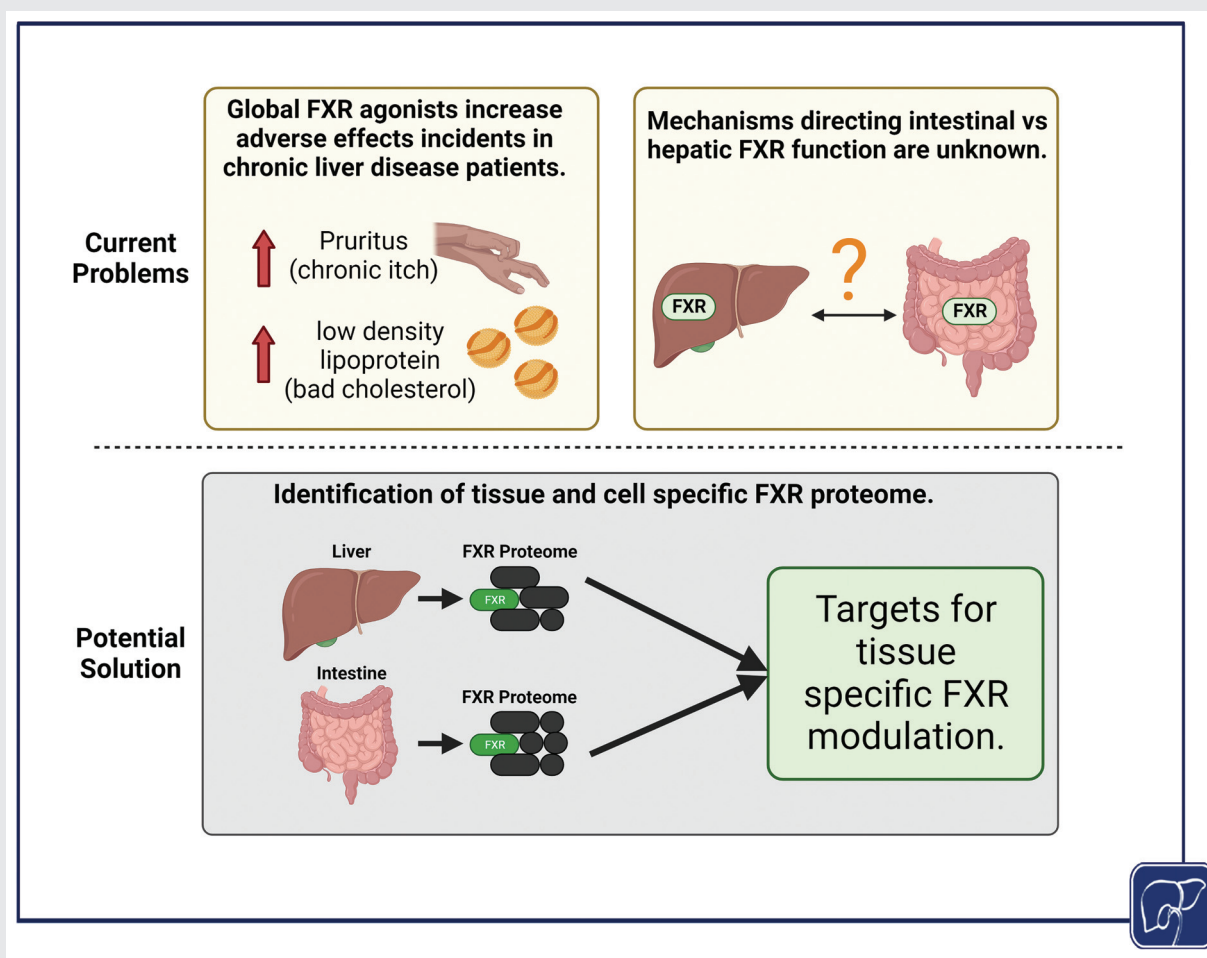 Current
Problems
Global FXR agonists increase
adverse effects incidents in
chronic liver disease patients.
Pruritus
(chronic itch)
low density
lipoprotein
(bad cholesterol)
Mechanisms directing intestinal vs
hepatic FXR function are unknown.
FXR
?
FXR
Potential
Solution
Identification of tissue and cell specific FXR proteome.
Liver
FXR Proteome
FXR
Intestine
FXR Proteome
FXR
Targets for
tissue
specific FXR
modulation.